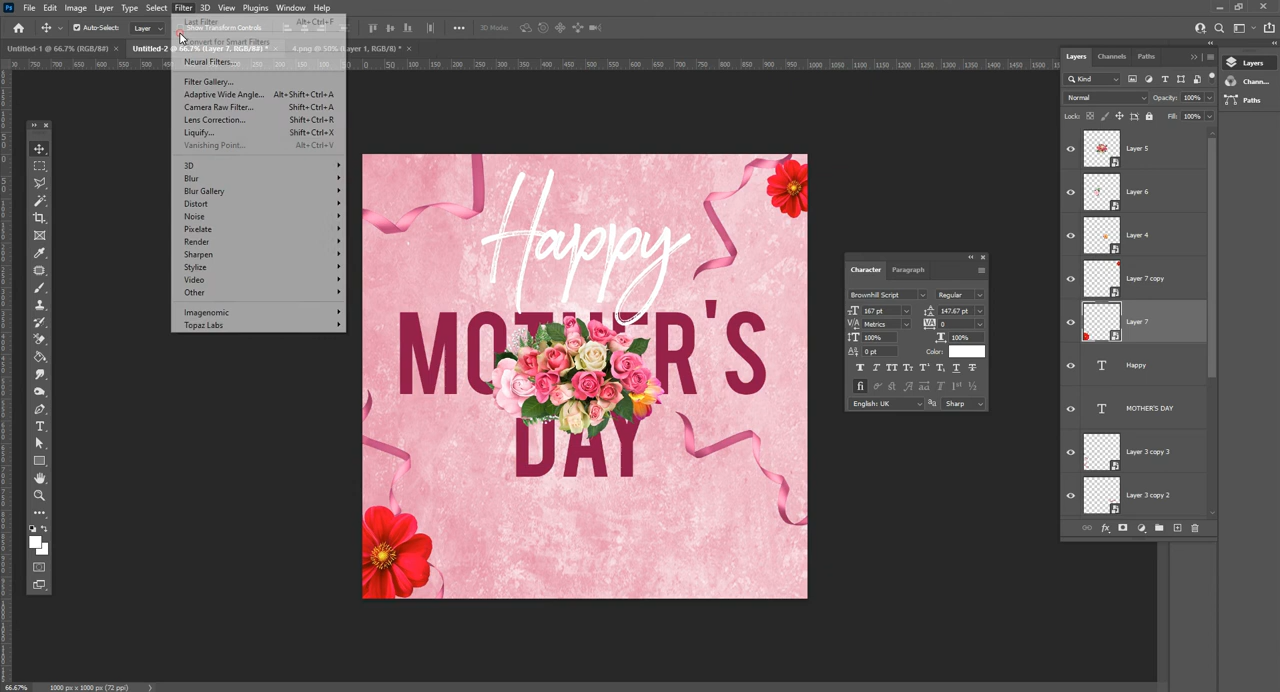 Ps File Edit Image Layer Type Select Filter 3D View Plugins Window Help
Auto-Select: Layer Show Transform Controls 3D Mode:
Untitled-1 @ 66.7% (RGB/8#) × Untitled-2 @ 66.7% (Layer 7, RGB/8#) * × 4.png @ 50% (Layer 1, RGB/8) * ×
Last Filter Alt+Ctrl+F
Convert for Smart Filters
Neural Filters...
Filter Gallery...
Adaptive Wide Angle... Alt+Shift+Ctrl+A
Camera Raw Filter... Shift+Ctrl+A
Lens Correction... Shift+Ctrl+R
Liquify... Shift+Ctrl+X
Vanishing Point... Alt+Ctrl+V
3D
Blur
Blur Gallery
Distort
Noise
Pixelate
Render
Sharpen
Stylize
Video
Other
Imagenomic
Topaz Labs
Happy
MOTHER'S
DAY
Character Paragraph
Brownhill Script Regular
167 pt 147.67 pt
Metrics 0
100% 100%
0 pt Color:
English: UK Sharp
Layers Channels Paths
Kind
Normal Opacity: 100%
Lock: Fill: 100%
Layer 5
Layer 6
Layer 4
Layer 7 copy
Layer 7
Happy
MOTHER'S DAY
Layer 3 copy 3
Layer 3 copy 2
Layers
Chann...
Paths
66.67% 1000 px x 1000 px (72 ppi)